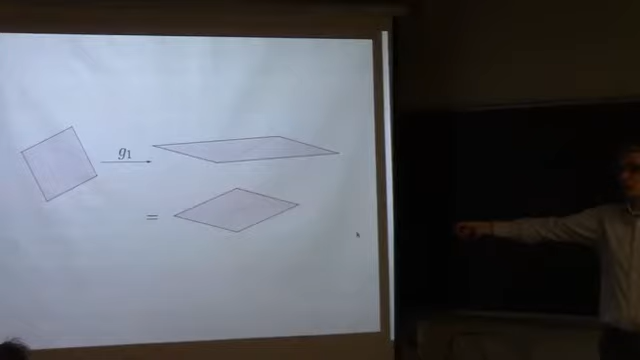 g₁
=